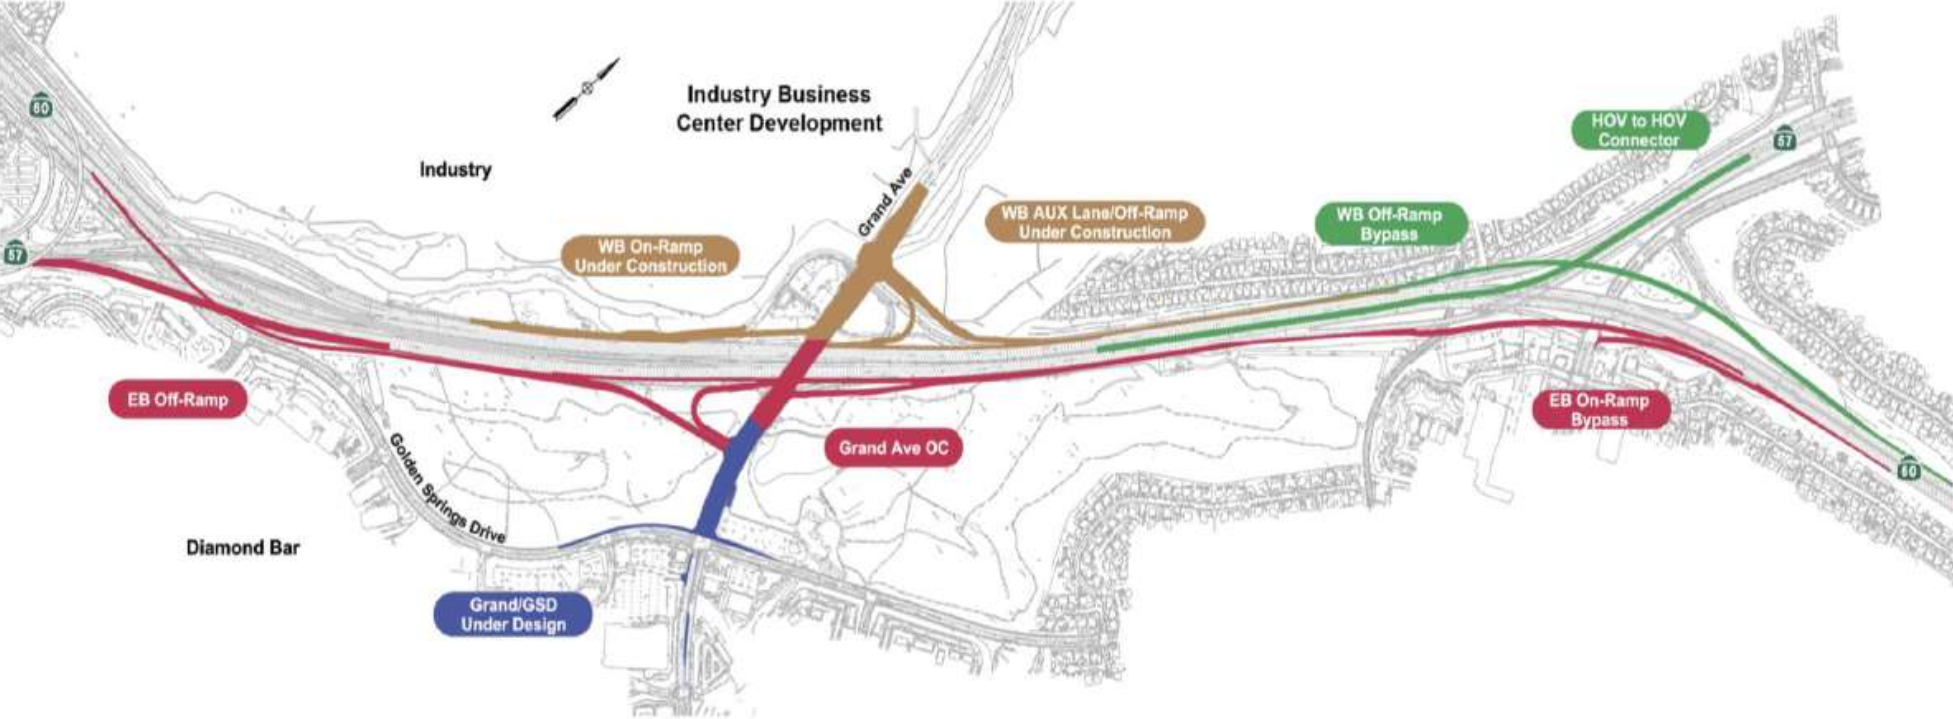 60
Industry Business
Center Development
HOV to HOV
Connector
57
Industry
Grand Ave
WB AUX Lane/Off-Ramp
Under Construction
WB Off-Ramp
Bypass
57
WB On-Ramp
Under Construction
EB Off-Ramp
EB On-Ramp
Bypass
Grand Ave OC
60
Golden Springs Drive
Diamond Bar
Grand/GSD
Under Design